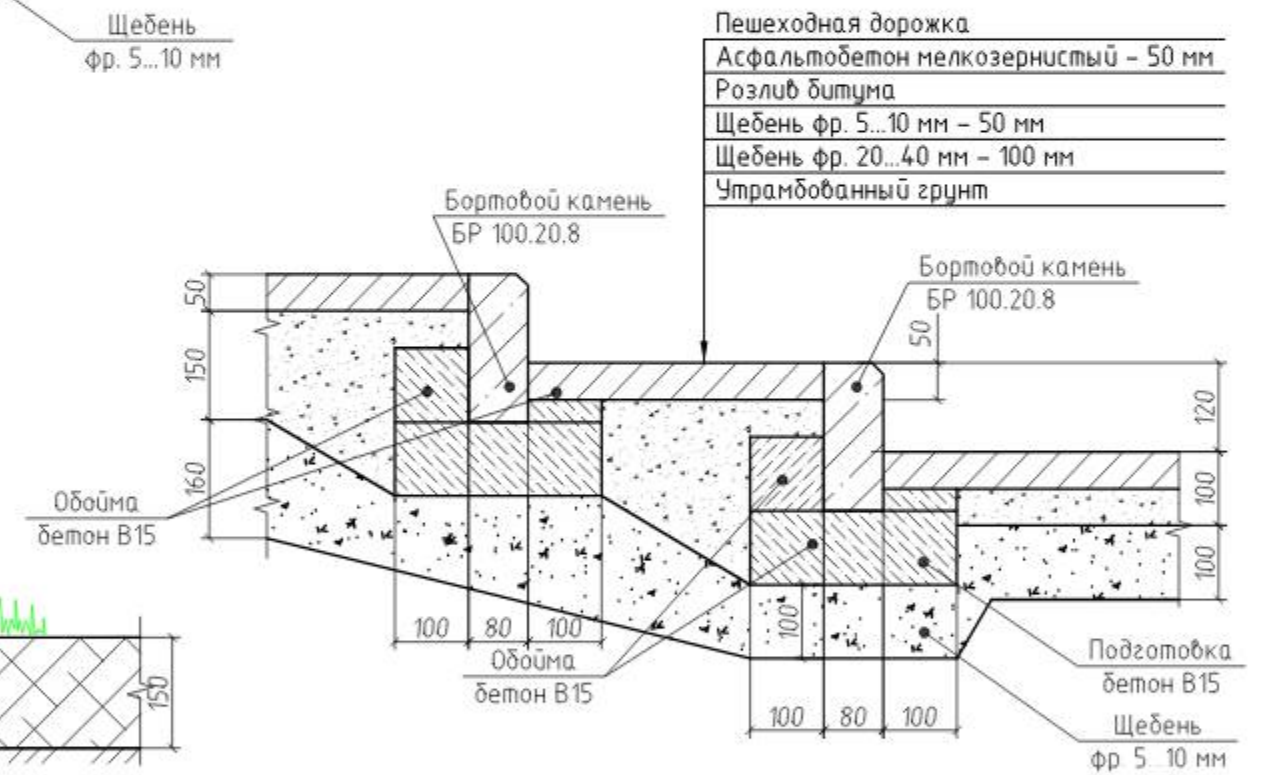 Щебень
фр. 5...10 мм
Пешеходная дорожка
Асфальтобетон мелкозернистый – 50 мм
Розлив битума
Щебень фр. 5...10 мм – 50 мм
Щебень фр. 20...40 мм – 100 мм
Утрамбованный грунт
Бортовой камень
БР 100.20.8
Бортовой камень
БР 100.20.8
50
150
160
50
120
100
100
Обойма
бетон В15
100 80 100
100
Обойма
бетон В15
100 80 100
Подготовка
бетон В15
Щебень
фр. 5...10 мм
150